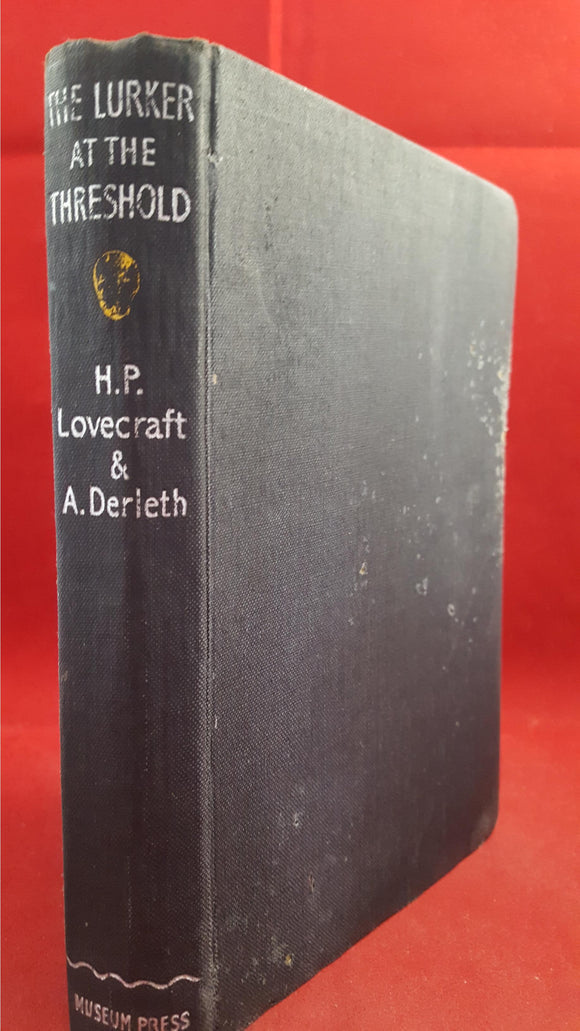 THE LURKER
AT THE
THRESHOLD
H.P.
Lovecraft
&
A. Derleth
MUSEUM PRESS